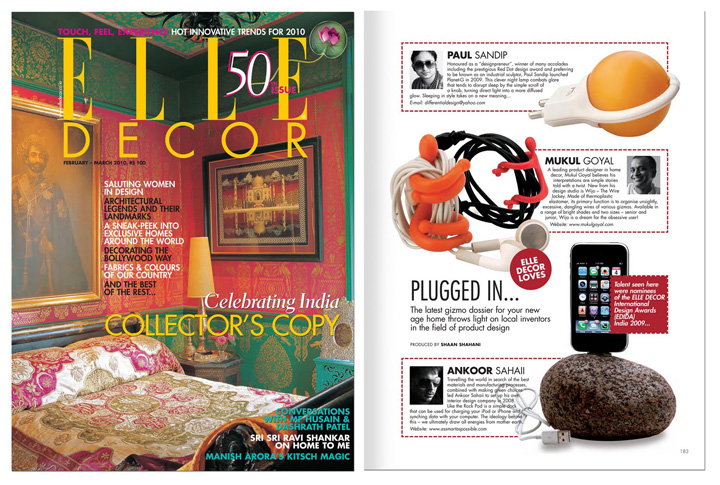 TOUCH, FEEL, EXPERIENCE HOT INNOVATIVE TRENDS FOR 2010
ELLE
50
ISSUE
DECOR
FEBRUARY – MARCH 2010, RS 100
SALUTING WOMEN
IN DESIGN
ARCHITECTURAL
LEGENDS AND THEIR
LANDMARKS
A SNEAK-PEEK INTO
EXCLUSIVE HOMES
AROUND THE WORLD
DECORATING THE
BOLLYWOOD WAY
FABRICS & COLOURS
OF OUR COUNTRY
AND THE BEST
OF THE REST...
Celebrating India
COLLECTOR'S COPY
CONVERSATIONS
WITH MF HUSAIN &
DASHRATH PATEL
SRI SRI RAVI SHANKAR
ON HOME TO ME
MANISH ARORA'S KITSCH MAGIC
PAUL SANDIP
Honoured as a "designpreneur", winner of many accolades
including the prestigious Red Dot design award and preferring
to be known as an industrial sculptor, Paul Sandip launched
Planet-G in 2009. This clever night lamp combats glare
that tends to disrupt sleep by the simple scroll of
a knob, turning direct light into a more diffused
glow. Sleeping in style takes on a new meaning...
E-mail: differentialdesign@yahoo.com
MUKUL GOYAL
A leading product designer in home
decor, Mukul Goyal believes his
interpretations are simple stories
told with a twist. New from his
design studio is Wijo – The Wire
Jockey. Made of thermoplastic
elastomer, its primary function is to organise unsightly,
excessive, dangling wires of various gizmos. Available in
a range of bright shades and two sizes – senior and
junior, Wijo is a dream for the obsessive user!
Website: www.mukulgoyal.com
ELLE
DECOR
LOVES
PLUGGED IN...
The latest gizmo dossier for your new
age home throws light on local inventors
in the field of product design
PRODUCED BY SHAAN SHAHANI
Talent seen here
were nominees
of the ELLE DECOR
International
Design Awards
(EDIDA)
India 2009...
ANKOOR SAHAII
Travelling the world in search of the best
materials and manufacturing processes,
combined with making green choices
led Ankoor Sahaii to set up his own
interior design company in 2008.
Like the Rock Pod is a simple dock
that can be used for charging your iPod or iPhone and
synching data with your computer. The ideology behind
this – we ultimately draw all energies from mother earth.
Website: www.assmartaspossible.com
183